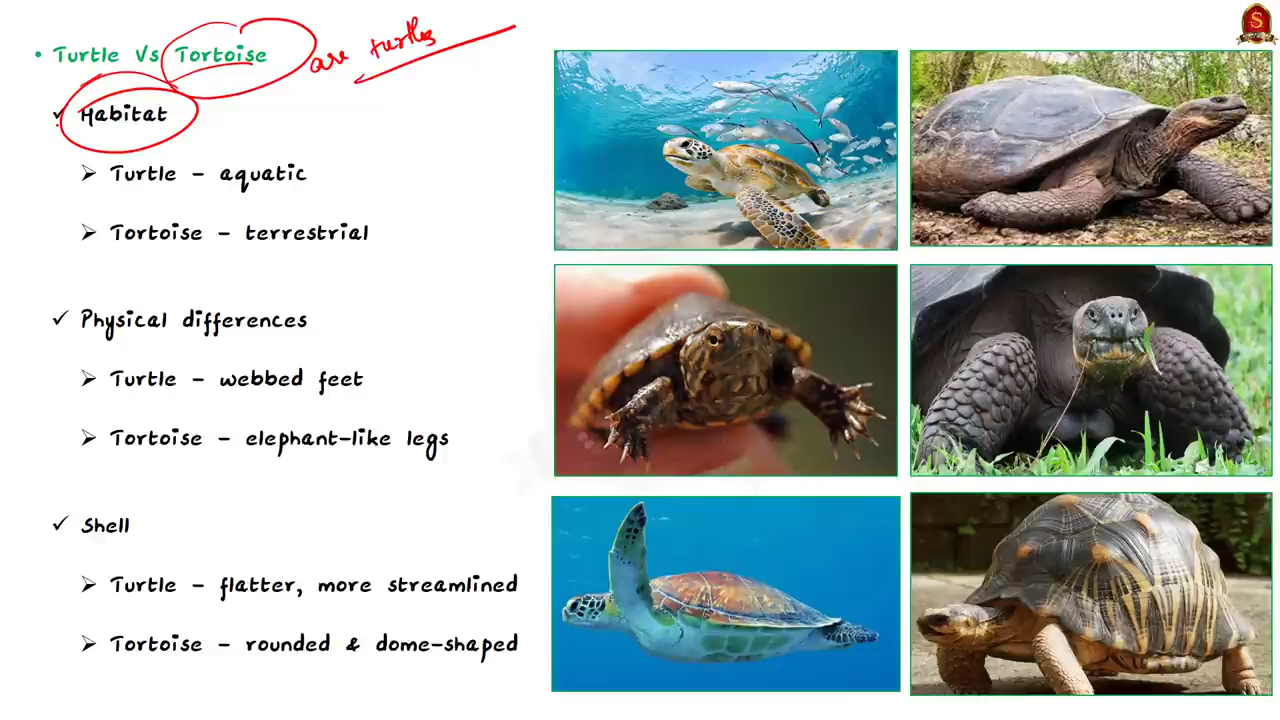 • Turtle Vs Tortoise are turtles
✓ Habitat
➢ Turtle – aquatic
➢ Tortoise – terrestrial
✓ Physical differences
➢ Turtle – webbed feet
➢ Tortoise – elephant-like legs
✓ Shell
➢ Turtle – flatter, more streamlined
➢ Tortoise – rounded & dome-shaped
S